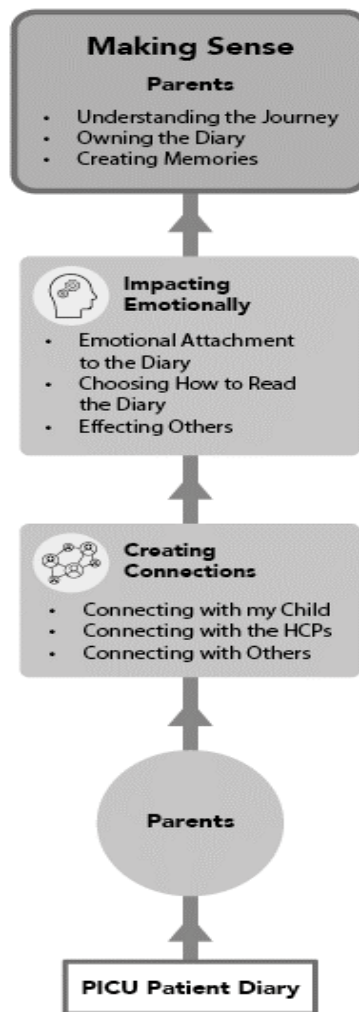 Making Sense
Parents
• Understanding the Journey
• Owning the Diary
• Creating Memories
Impacting
Emotionally
• Emotional Attachment
to the Diary
• Choosing How to Read
the Diary
• Effecting Others
Creating
Connections
• Connecting with my Child
• Connecting with the HCPs
• Connecting with Others
Parents
PICU Patient Diary